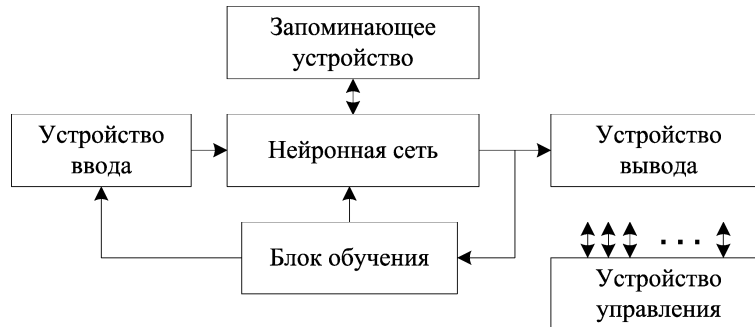 Запоминающее
устройство
Устройство
ввода
Нейронная сеть
Устройство
вывода
Блок обучения
. . .
Устройство
управления